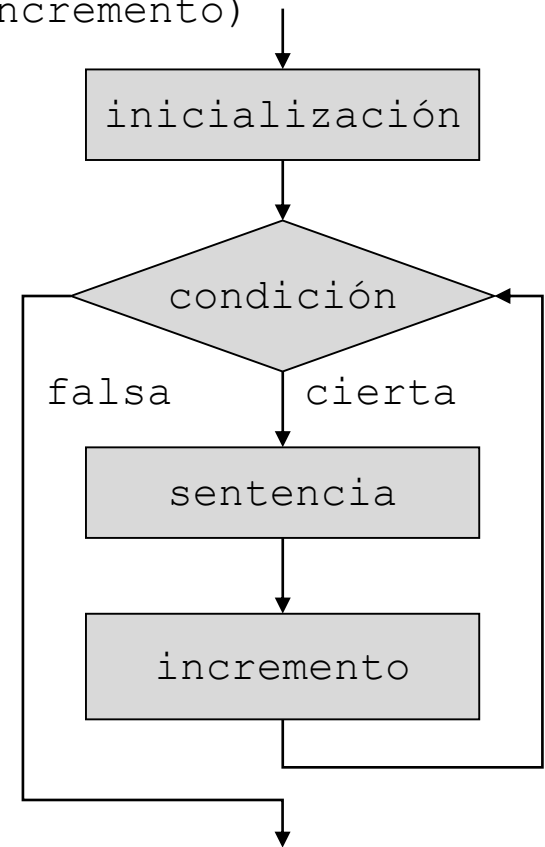 ncremento)
inicialización
condición
falsa cierta
sentencia
incremento